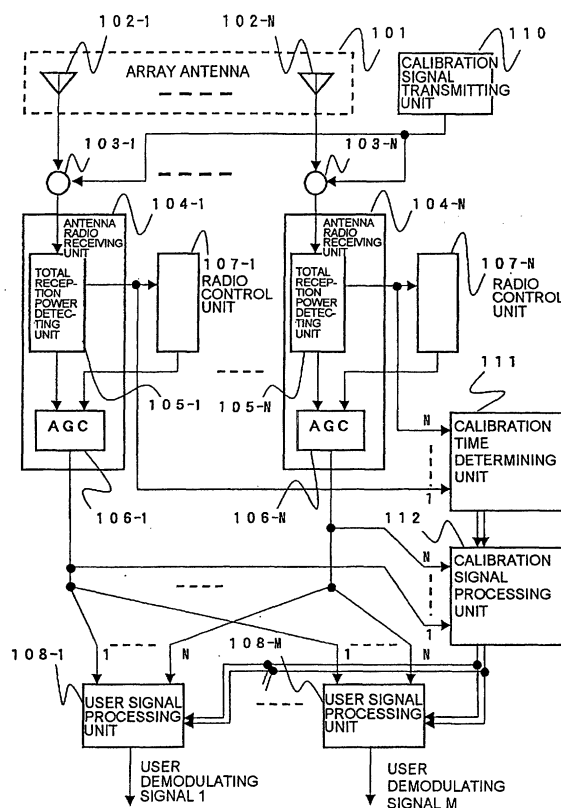 102-1
102-N
101
110
ARRAY ANTENNA
CALIBRATION
SIGNAL
TRANSMITTING
UNIT
103-1
103-N
104-1
104-N
ANTENNA
RADIO
RECEIVING
UNIT
ANTENNA
RADIO
RECEIVING
UNIT
107-1
107-N
TOTAL
RECEP-
TION
POWER
DETEC-
TING
UNIT
RADIO
CONTROL
UNIT
TOTAL
RECEP-
TION
POWER
DETEC-
TING
UNIT
RADIO
CONTROL
UNIT
105-1
105-N
111
AGC
AGC
N
1
CALIBRATION
TIME
DETERMINING
UNIT
106-1
106-N
112
N
1
CALIBRATION
SIGNAL
PROCESSING
UNIT
108-1
1
N
108-M
1
N
USER SIGNAL
PROCESSING
UNIT
USER SIGNAL
PROCESSING
UNIT
USER
DEMODULATING
SIGNAL 1
USER
DEMODULATING
SIGNAL M